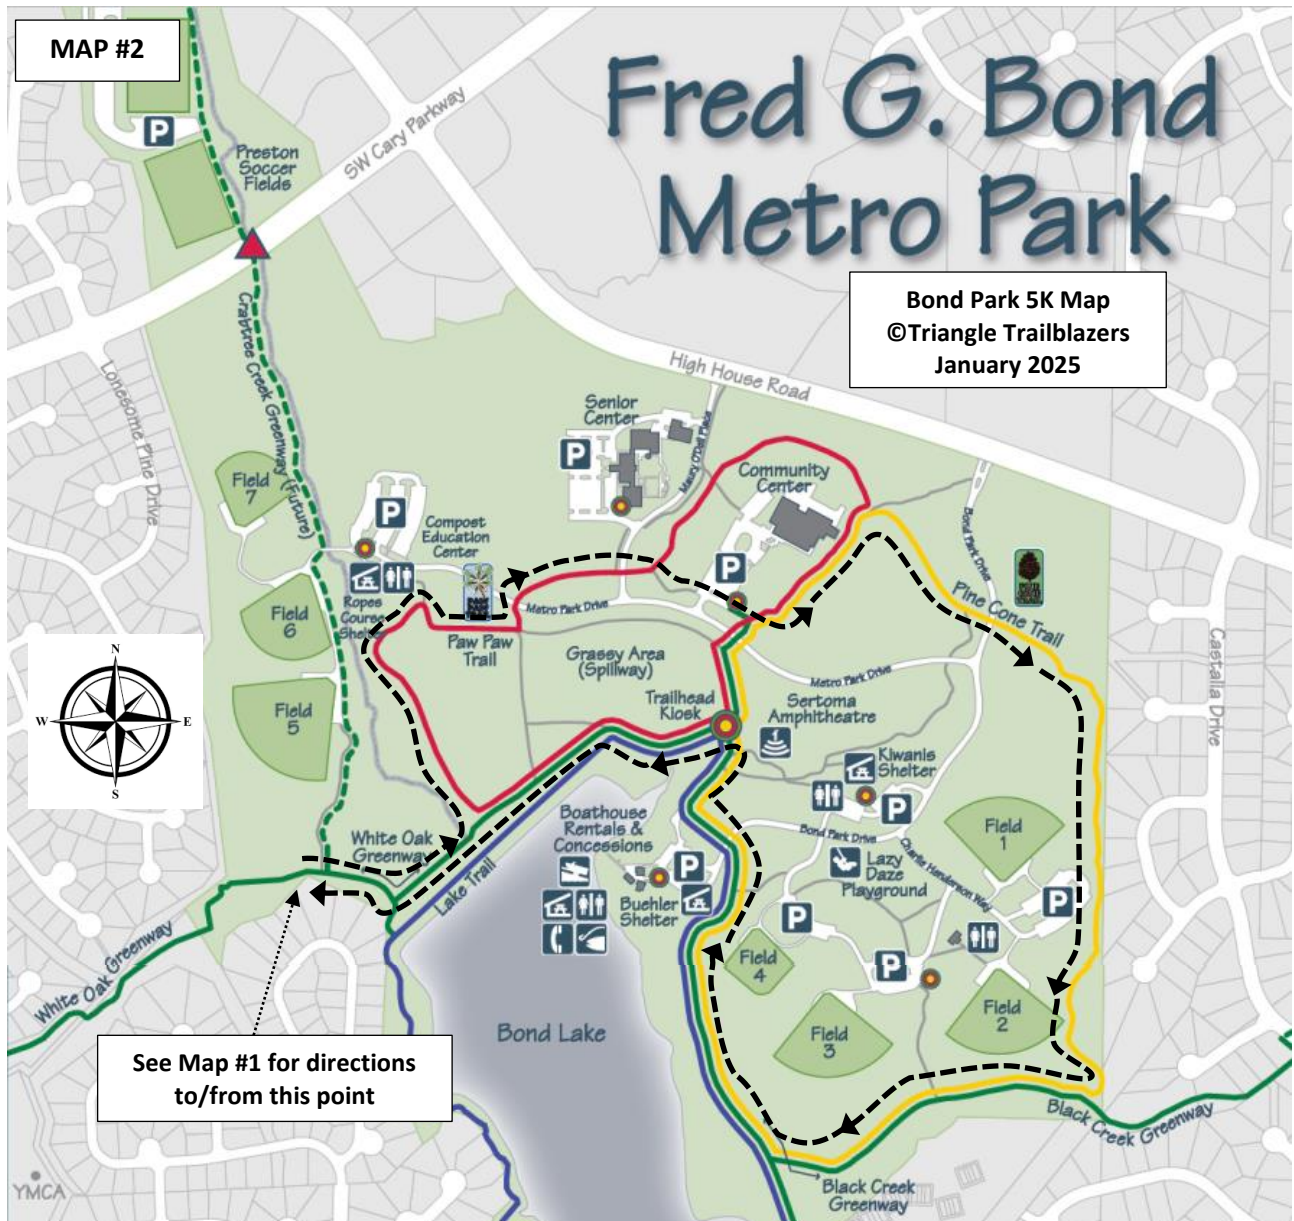 MAP #2
Fred G. Bond
Metro Park
Bond Park 5K Map
©Triangle Trailblazers
January 2025
P
Preston
Soccer
Fields
SW Cary Parkway
High House Road
Lonesome Pine Drive
Crabtree Creek Greenway (Future)
Senior
Center
P
Maury O'Dell Place
Community
Center
Field
7
P
Compost
Education
Center
Bond Park Drive
Ropes
Course
Shelter
Field
6
Metro Park Drive
P
Pine Cone Trail
Paw Paw
Trail
Grassy Area
(Spillway)
Metro Park Drive
Castalia Drive
N
W
E
S
Field
5
Trailhead
Kiosk
Sertoma
Amphitheatre
Kiwanis
Shelter
P
Boathouse
Rentals &
Concessions
White Oak
Greenway
Bond Park Drive
Field
1
Charlie Henderson Way
Lazy
Daze
Playground
Lake Trail
P
Buehler
Shelter
P
P
White Oak Greenway
Field
4
P
Field
2
Field
3
Bond Lake
See Map #1 for directions
to/from this point
Black Creek Greenway
YMCA
Black Creek
Greenway